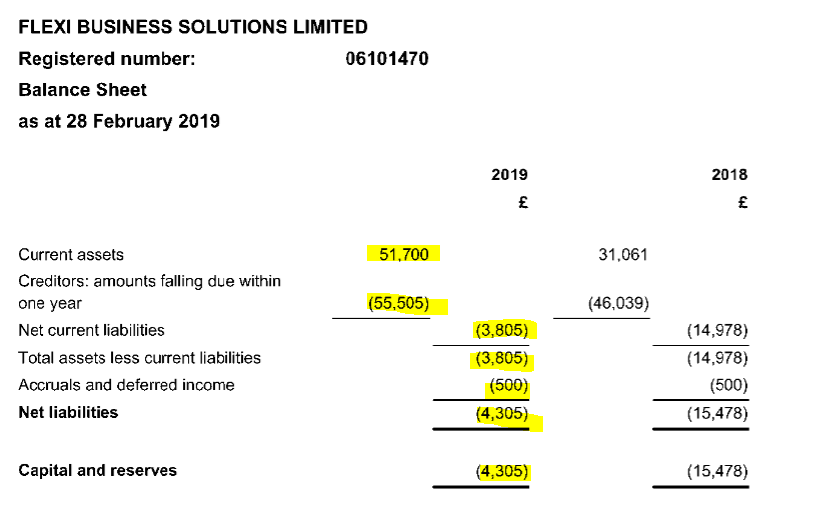 FLEXI BUSINESS SOLUTIONS LIMITED
Registered number: 06101470
Balance Sheet
as at 28 February 2019
2019 2018
£ £
Current assets 51,700 31,061
Creditors: amounts falling due within
one year (55,505) (46,039)
Net current liabilities (3,805) (14,978)
Total assets less current liabilities (3,805) (14,978)
Accruals and deferred income (500) (500)
Net liabilities (4,305) (15,478)
Capital and reserves (4,305) (15,478)